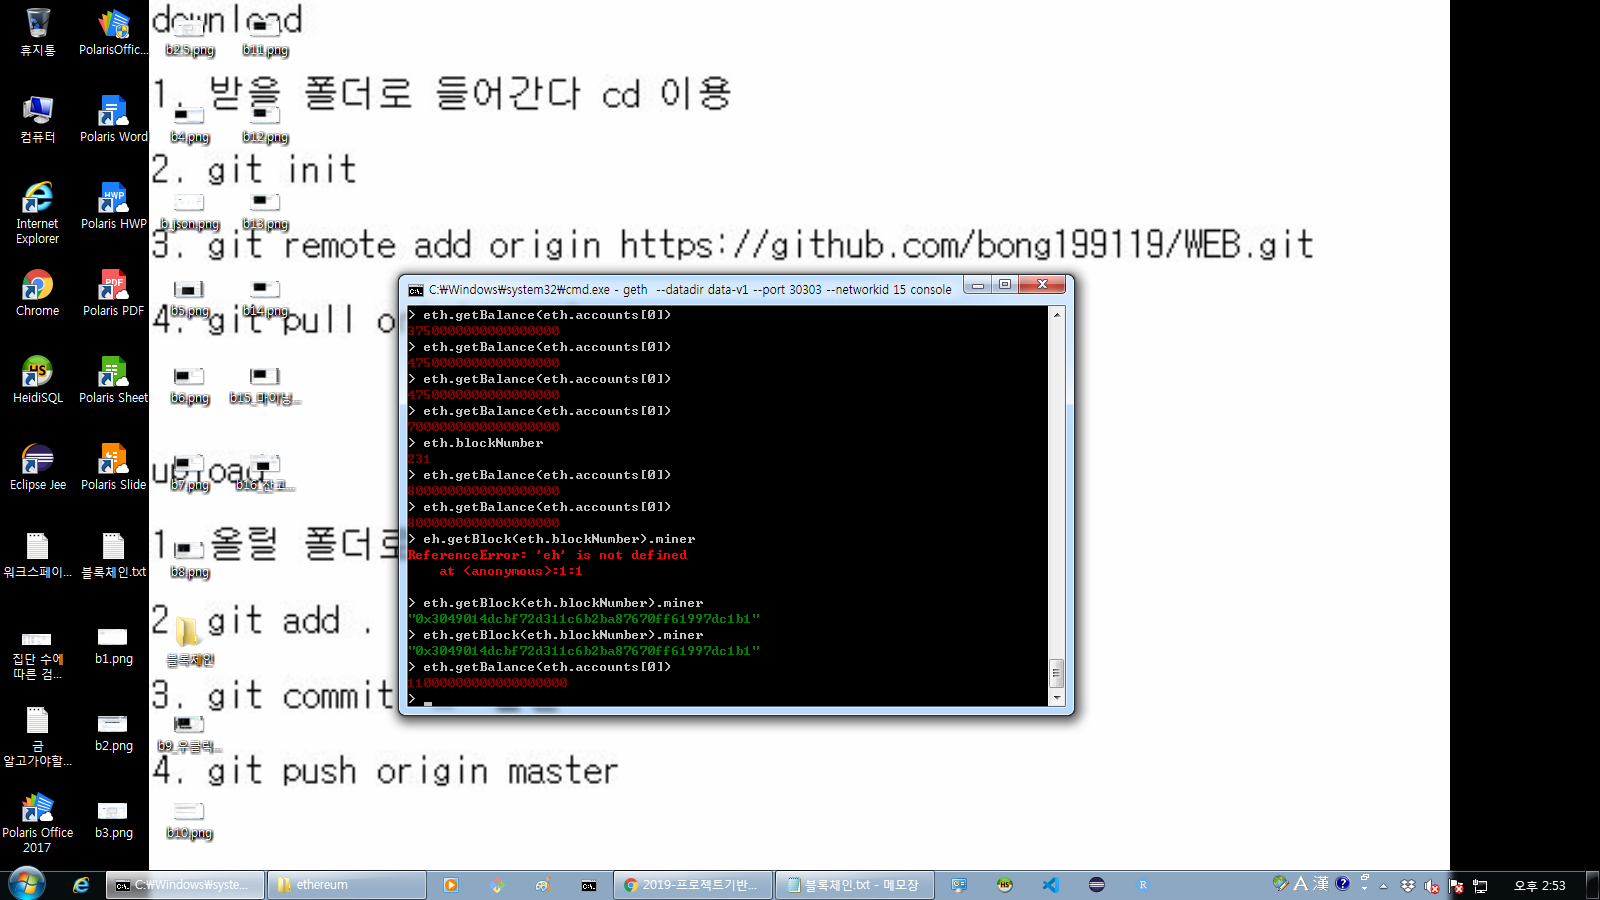 download
1. 받을 폴더로 들어간다 cd 이용
2. git init
3. git remote add origin https://github.com/bong199119/WEB.git
4. git pull
upload
1. 올릴 폴더로
2. git add .
3. git commit
4. git push origin master
휴지통
컴퓨터
Internet Explorer
Chrome
HeidiSQL
Eclipse Jee
워크스페이...
집단 수에 따른 검...
금
알고가야할...
Polaris Office 2017
PolarisOffic...
Polaris Word
Polaris HWP
Polaris PDF
Polaris Sheet
Polaris Slide
블록체인.txt
b1.png
b2.png
b3.png
b2.5.png
b4.png
b.json.png
b5.png
b6.png
b7.png
b8.png
블록체인
b9_우클릭...
b10.png
b11.png
b12.png
b13.png
b14.png
b15_마이닝...
b16_잔고...
C:\Windows\system32\cmd.exe - geth  --datadir data-v1 --port 30303 --networkid 15 console
> eth.getBalance(eth.accounts[0])
3750000000000000000
> eth.getBalance(eth.accounts[0])
4750000000000000000
> eth.getBalance(eth.accounts[0])
4750000000000000000
> eth.getBalance(eth.accounts[0])
7000000000000000000
> eth.blockNumber
231
> eth.getBalance(eth.accounts[0])
8000000000000000000
> eth.getBalance(eth.accounts[0])
8000000000000000000
> eh.getBlock(eth.blockNumber).miner
ReferenceError: 'eh' is not defined
at <anonymous>:1:1
> eth.getBlock(eth.blockNumber).miner
"0x3049014dcbf72d311c6b2ba87670ff61997dc1b1"
> eth.getBlock(eth.blockNumber).miner
"0x3049014dcbf72d311c6b2ba87670ff61997dc1b1"
> eth.getBalance(eth.accounts[0])
11000000000000000000
>
C:\Windows\syste...
ethereum
2019-프로젝트기반...
블록체인.txt - 메모장
A 漢
오후 2:53